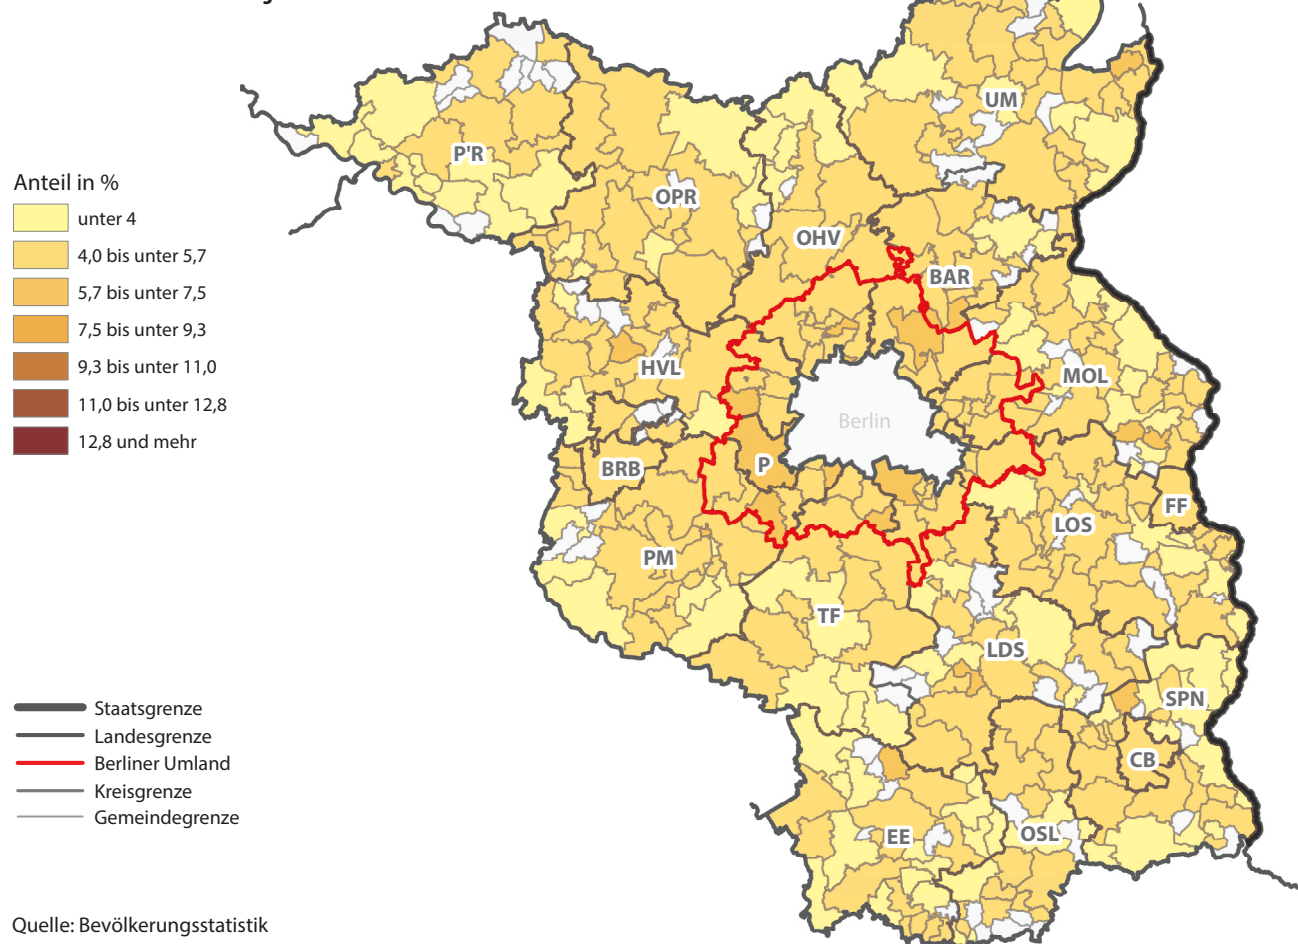 Anteil in %
unter 4
4,0 bis unter 5,7
5,7 bis unter 7,5
7,5 bis unter 9,3
9,3 bis unter 11,0
11,0 bis unter 12,8
12,8 und mehr
UM
P'R
OPR
OHV
BAR
HVL
MOL
Berlin
BRB
P
FF
LOS
PM
TF
LDS
SPN
CB
EE
OSL
Staatsgrenze
Landesgrenze
Berliner Umland
Kreisgrenze
Gemeindegrenze
Quelle: Bevölkerungsstatistik